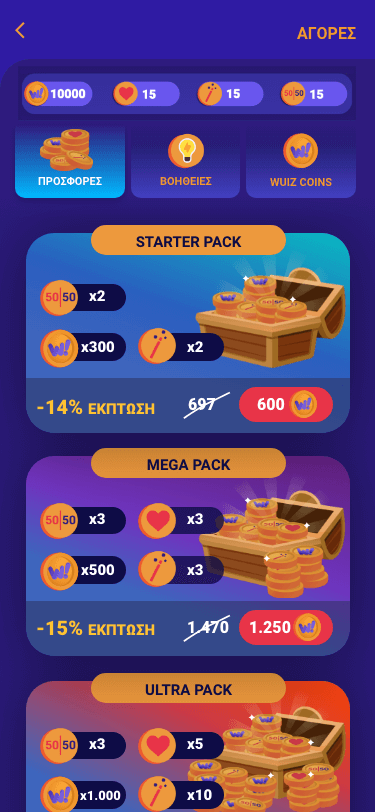 ΑΓΟΡΕΣ
10000 15 15 50|50 15
ΠΡΟΣΦΟΡΕΣ ΒΟΗΘΕΙΕΣ WUIZ COINS
STARTER PACK
50|50 x2
W! x300 x2
-14% ΕΚΠΤΩΣΗ 697 600
MEGA PACK
50|50 x3 x3
W! x500 x3
-15% ΕΚΠΤΩΣΗ 1.470 1.250
ULTRA PACK
50|50 x3 x5
W! x1.000 x10